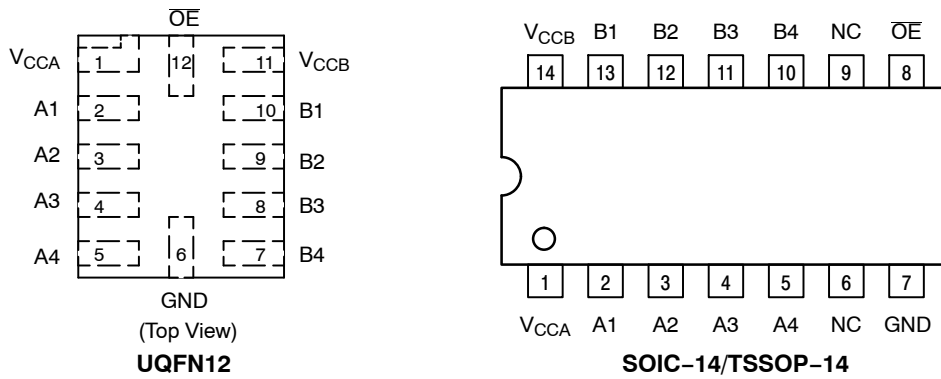 OE
VCCA 1 12 11 VCCB
A1 2 10 B1
A2 3 9 B2
A3 4 8 B3
A4 5 6 7 B4
GND
(Top View)
UQFN12
VCCB B1 B2 B3 B4 NC OE
14 13 12 11 10 9 8
1 2 3 4 5 6 7
VCCA A1 A2 A3 A4 NC GND
SOIC−14/TSSOP−14